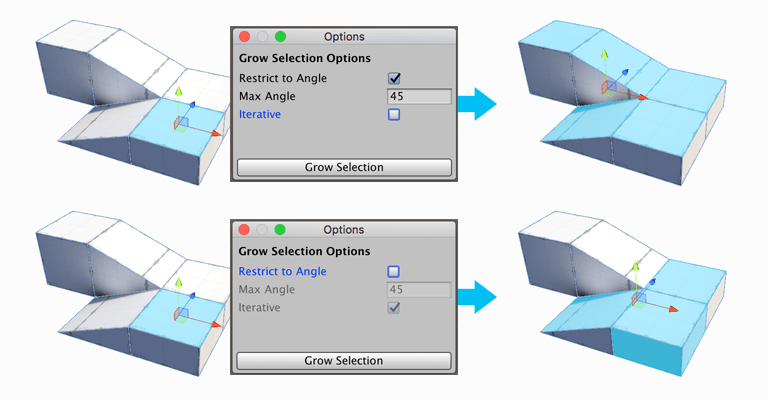 Options
Grow Selection Options
Restrict to Angle
Max Angle 45
Iterative
Grow Selection
Options
Grow Selection Options
Restrict to Angle
Max Angle 45
Iterative
Grow Selection